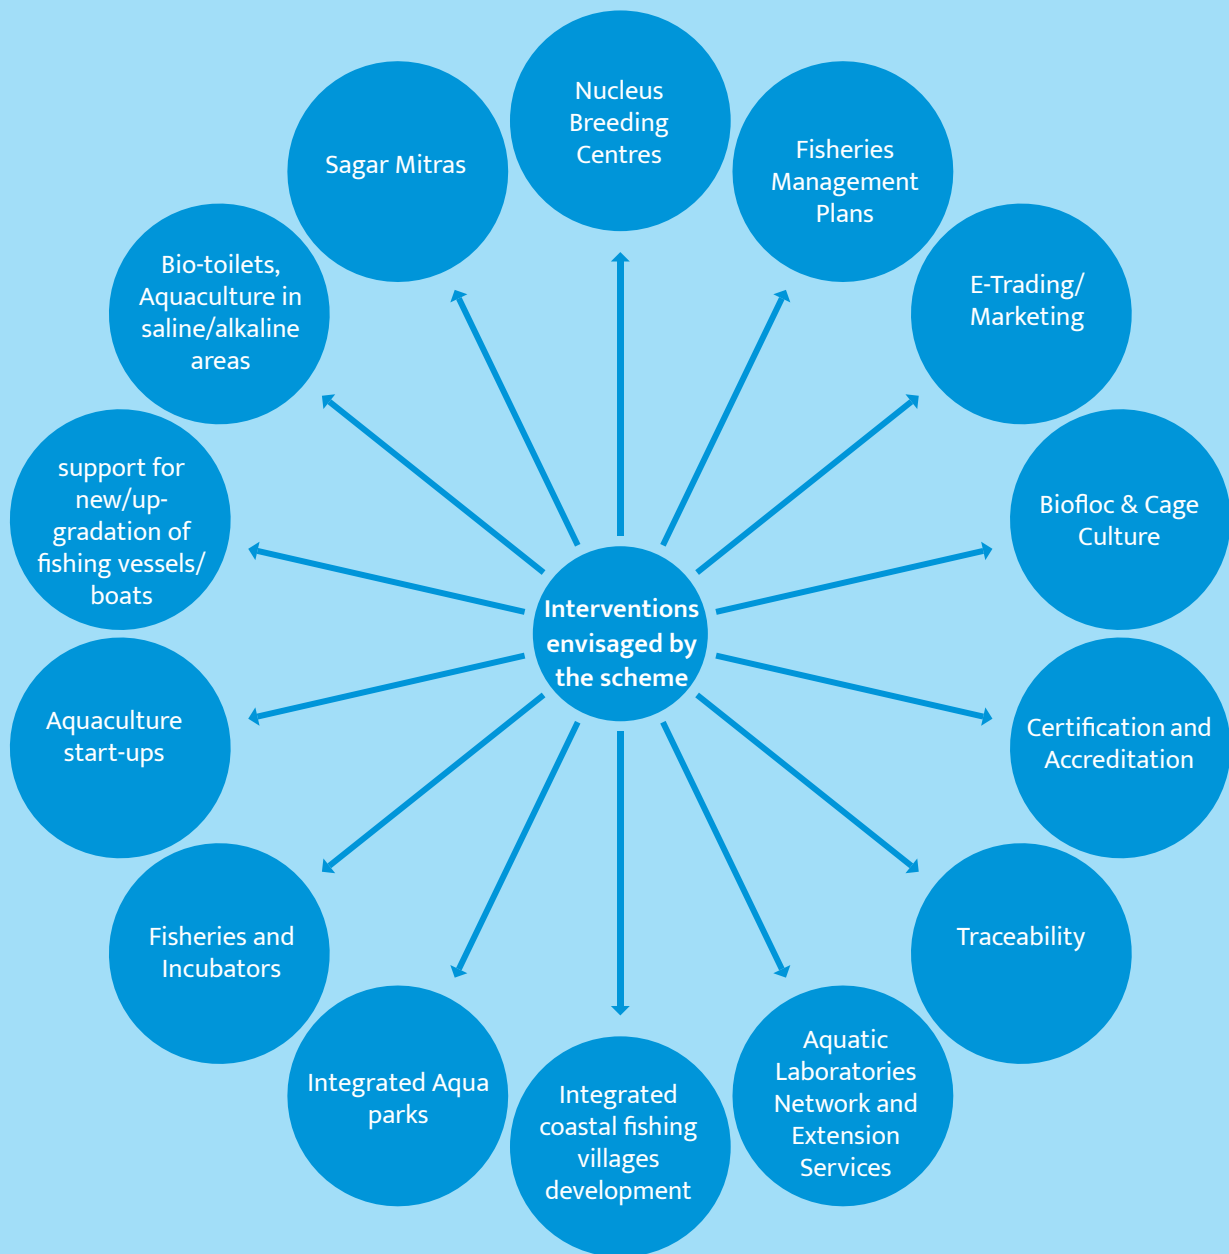 Nucleus
Breeding
Centres
Fisheries
Management
Plans
E-Trading/
Marketing
Biofloc & Cage
Culture
Certification and
Accreditation
Traceability
Aquatic
Laboratories
Network and
Extension
Services
Integrated
coastal fishing
villages
development
Integrated Aqua
parks
Fisheries and
Incubators
Aquaculture
start-ups
support for
new/up-
gradation of
fishing vessels/
boats
Bio-toilets,
Aquaculture in
saline/alkaline
areas
Sagar Mitras
Interventions
envisaged by
the scheme